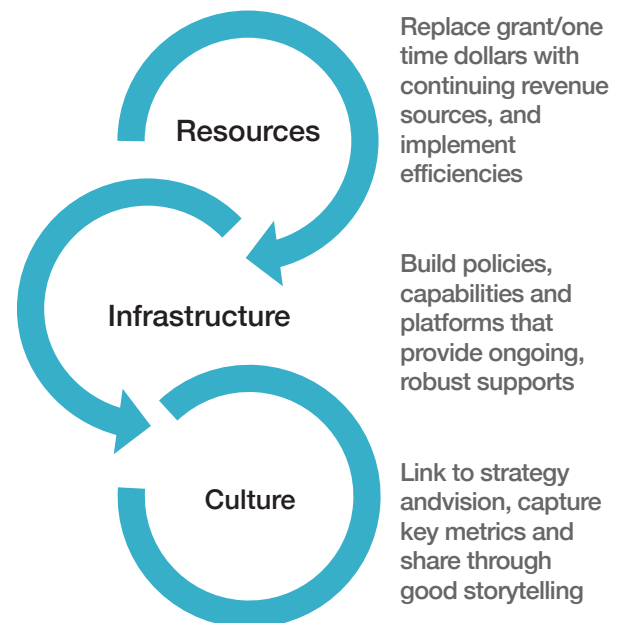 Resources
Replace grant/one
time dollars with
continuing revenue
sources, and
implement
efficiencies
Infrastructure
Build policies,
capabilities and
platforms that
provide ongoing,
robust supports
Culture
Link to strategy
andvision, capture
key metrics and
share through
good storytelling